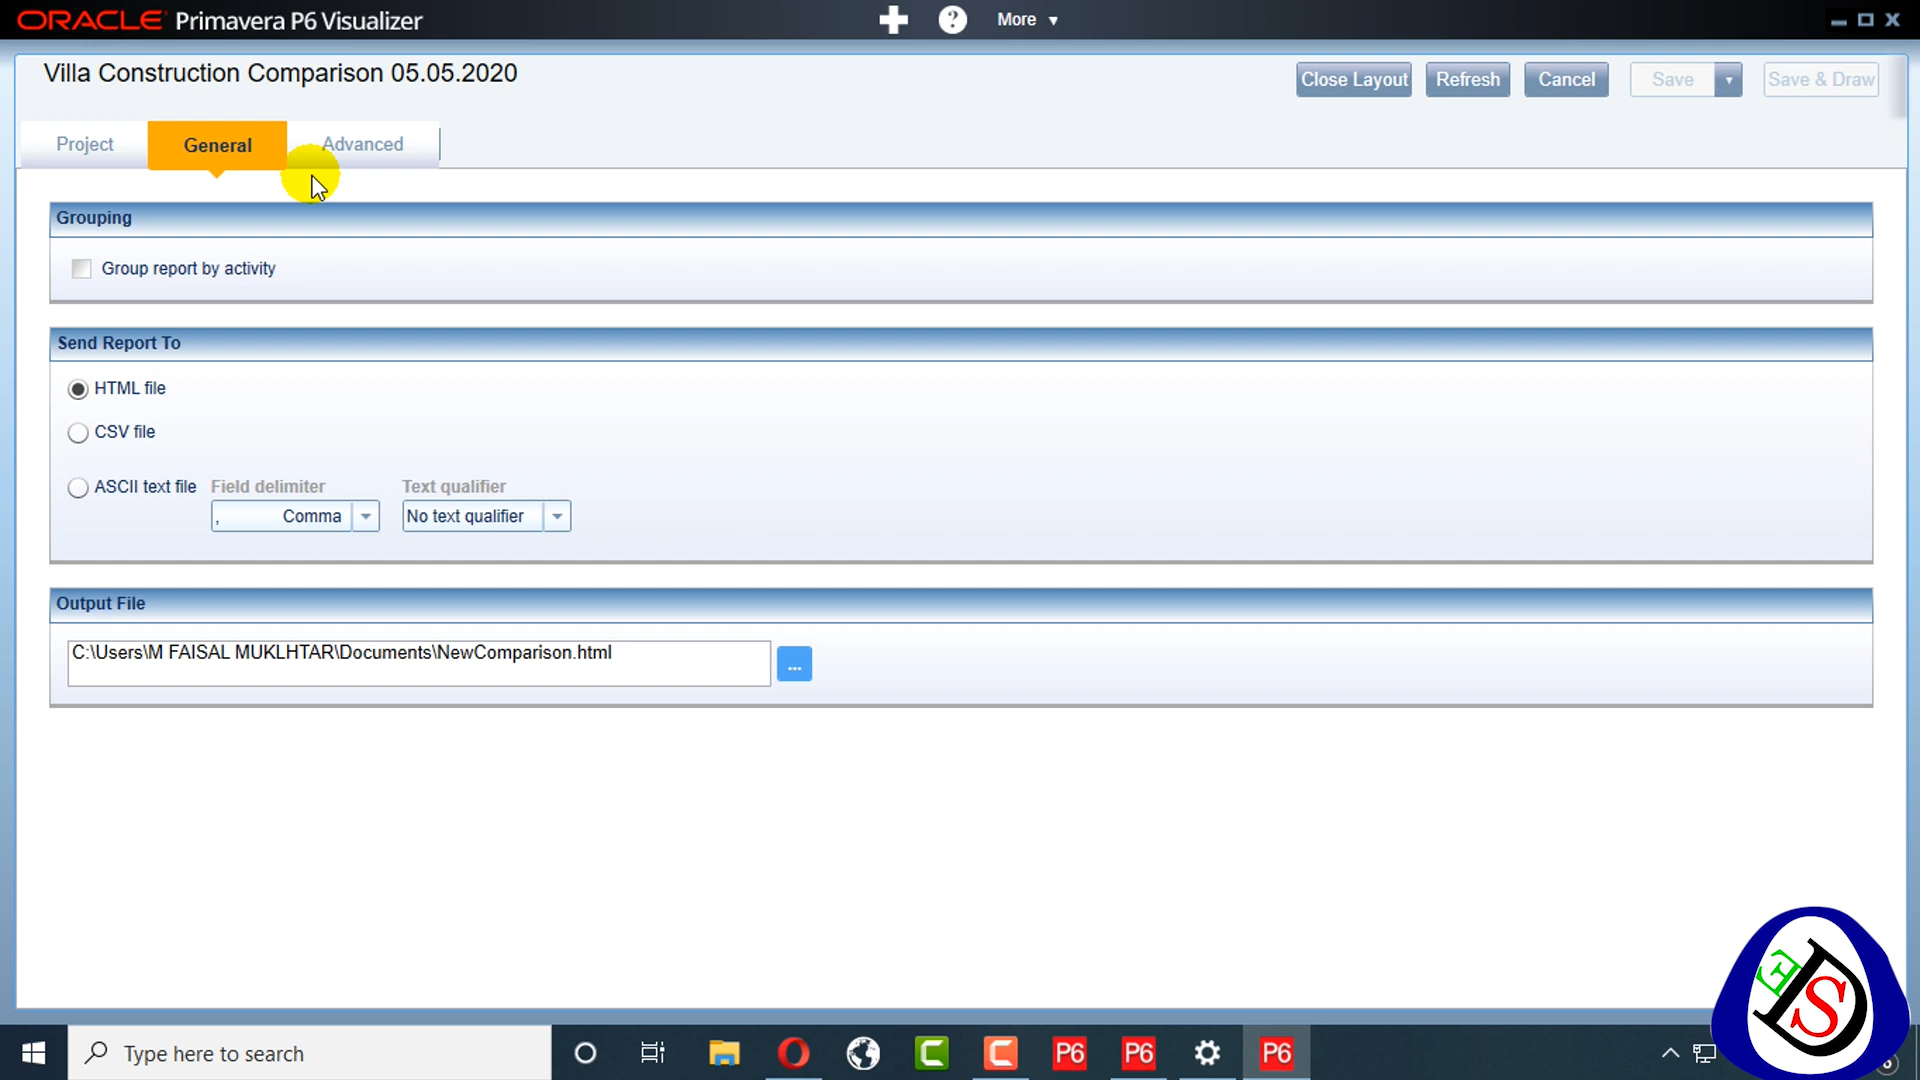 ORACLE Primavera P6 Visualizer
? More
Villa Construction Comparison 05.05.2020
Close Layout Refresh Cancel Save Save & Draw
Project General Advanced
Grouping
Group report by activity
Send Report To
HTML file
CSV file
ASCII text file Field delimiter Text qualifier
, Comma No text qualifier
Output File
C:\Users\M FAISAL MUKLHTAR\Documents\NewComparison.html ...
Type here to search
P6 P6 P6
E D S